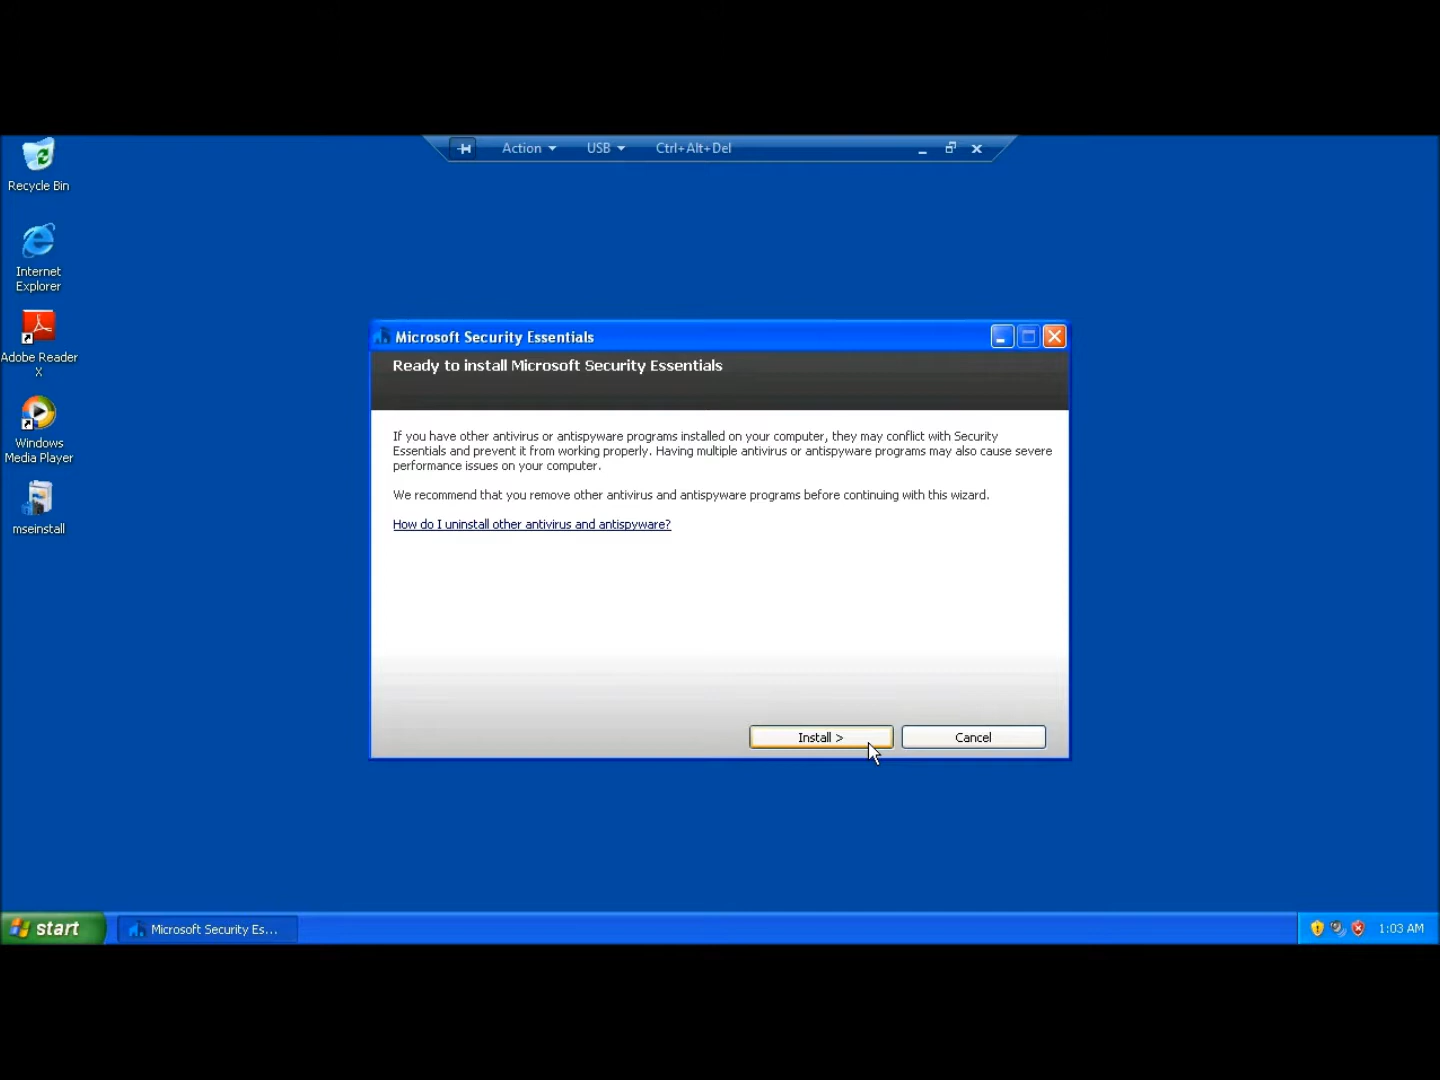 Action
USB
Ctrl+Alt+Del
Recycle Bin
Internet
Explorer
Adobe Reader
X
Windows
Media Player
mseinstall
Microsoft Security Essentials
Ready to install Microsoft Security Essentials
If you have other antivirus or antispyware programs installed on your computer, they may conflict with Security
Essentials and prevent it from working properly. Having multiple antivirus or antispyware programs may also cause severe
performance issues on your computer.
We recommend that you remove other antivirus and antispyware programs before continuing with this wizard.
How do I uninstall other antivirus and antispyware?
Install >
Cancel
start
Microsoft Security Es...
1:03 AM